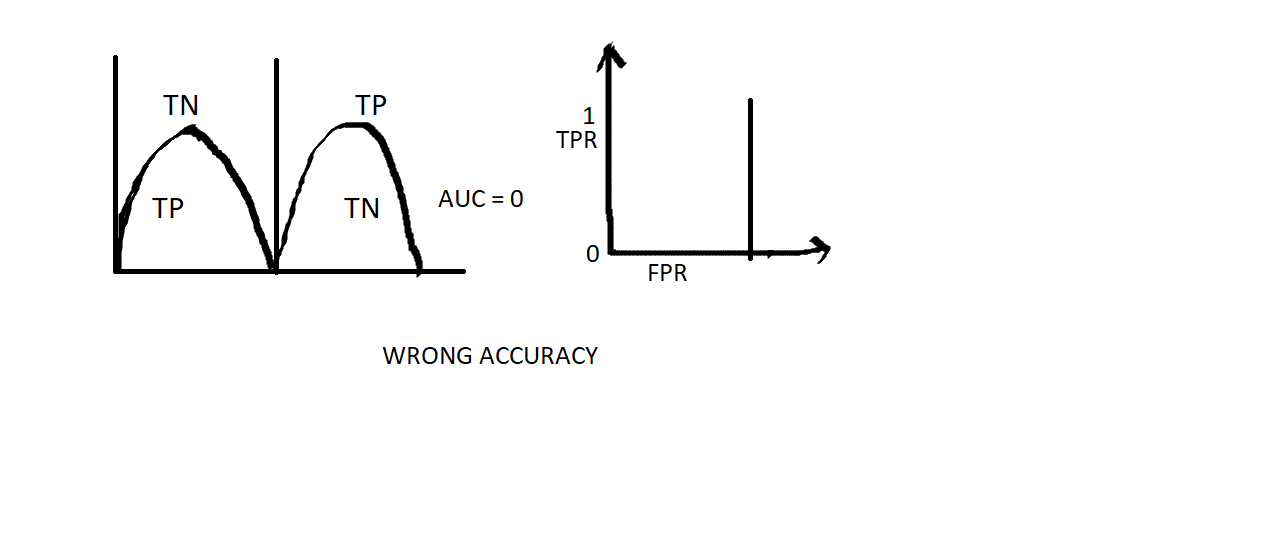 TN
TP
TP
TN
AUC = 0
1
TPR
0
FPR
WRONG ACCURACY